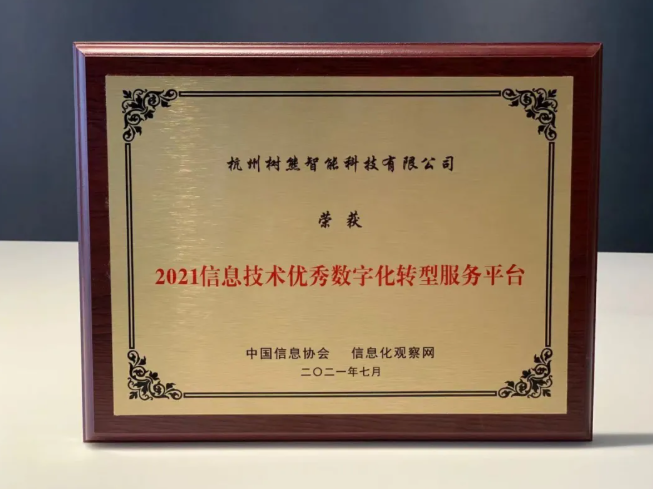 杭州树熊智能科技有限公司
荣获
2021信息技术优秀数字化转型服务平台
中国信息协会 信息化观察网
二〇二一年七月